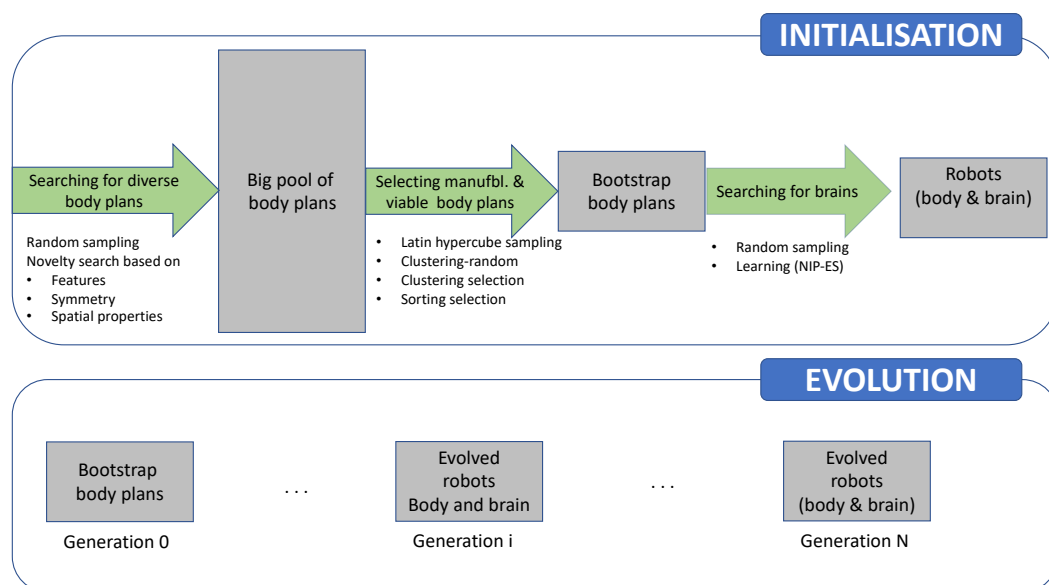 INITIALISATION
Searching for diverse
body plans
Big pool of
body plans
Selecting manufbl. &
viable body plans
Bootstrap
body plans
Searching for brains
Robots
(body & brain)
Random sampling
Novelty search based on
• Features
• Symmetry
• Spatial properties
• Latin hypercube sampling
• Clustering-random
• Clustering selection
• Sorting selection
• Random sampling
• Learning (NIP-ES)
EVOLUTION
Bootstrap
body plans
Generation 0
. . .
Evolved
robots
Body and brain
Generation i
. . .
Evolved
robots
(body & brain)
Generation N